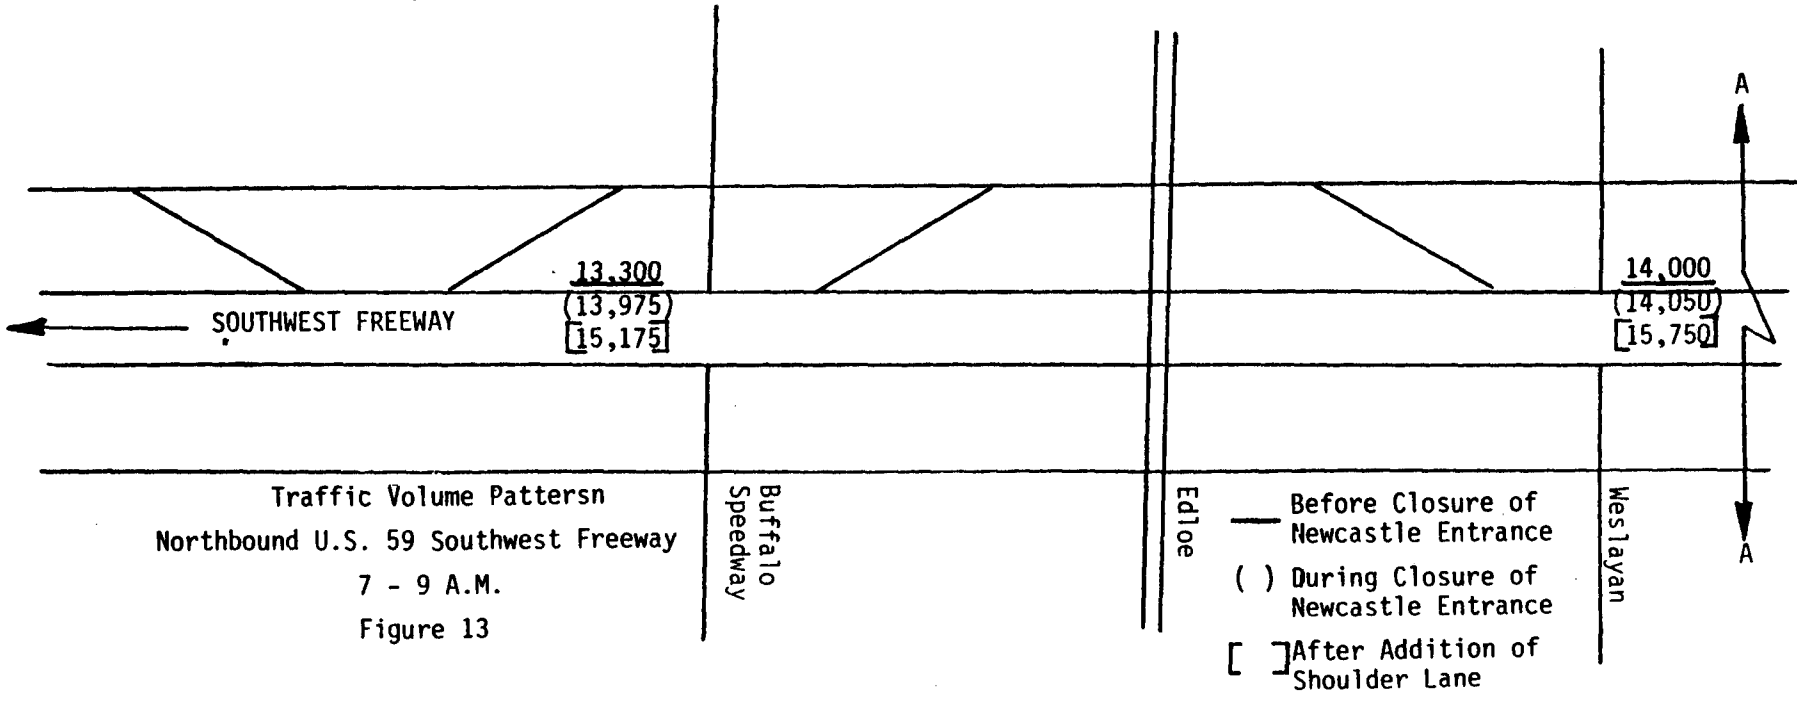 A
13,300
(13,975)
[15,175]
14,000
(14,050)
[15,750]
SOUTHWEST FREEWAY
Traffic Volume Pattersn
Northbound U.S. 59 Southwest Freeway
7 - 9 A.M.
Figure 13
Buffalo
Speedway
Edloe
Before Closure of
Newcastle Entrance
( ) During Closure of
Newcastle Entrance
[ ] After Addition of
Shoulder Lane
Weslayan
A